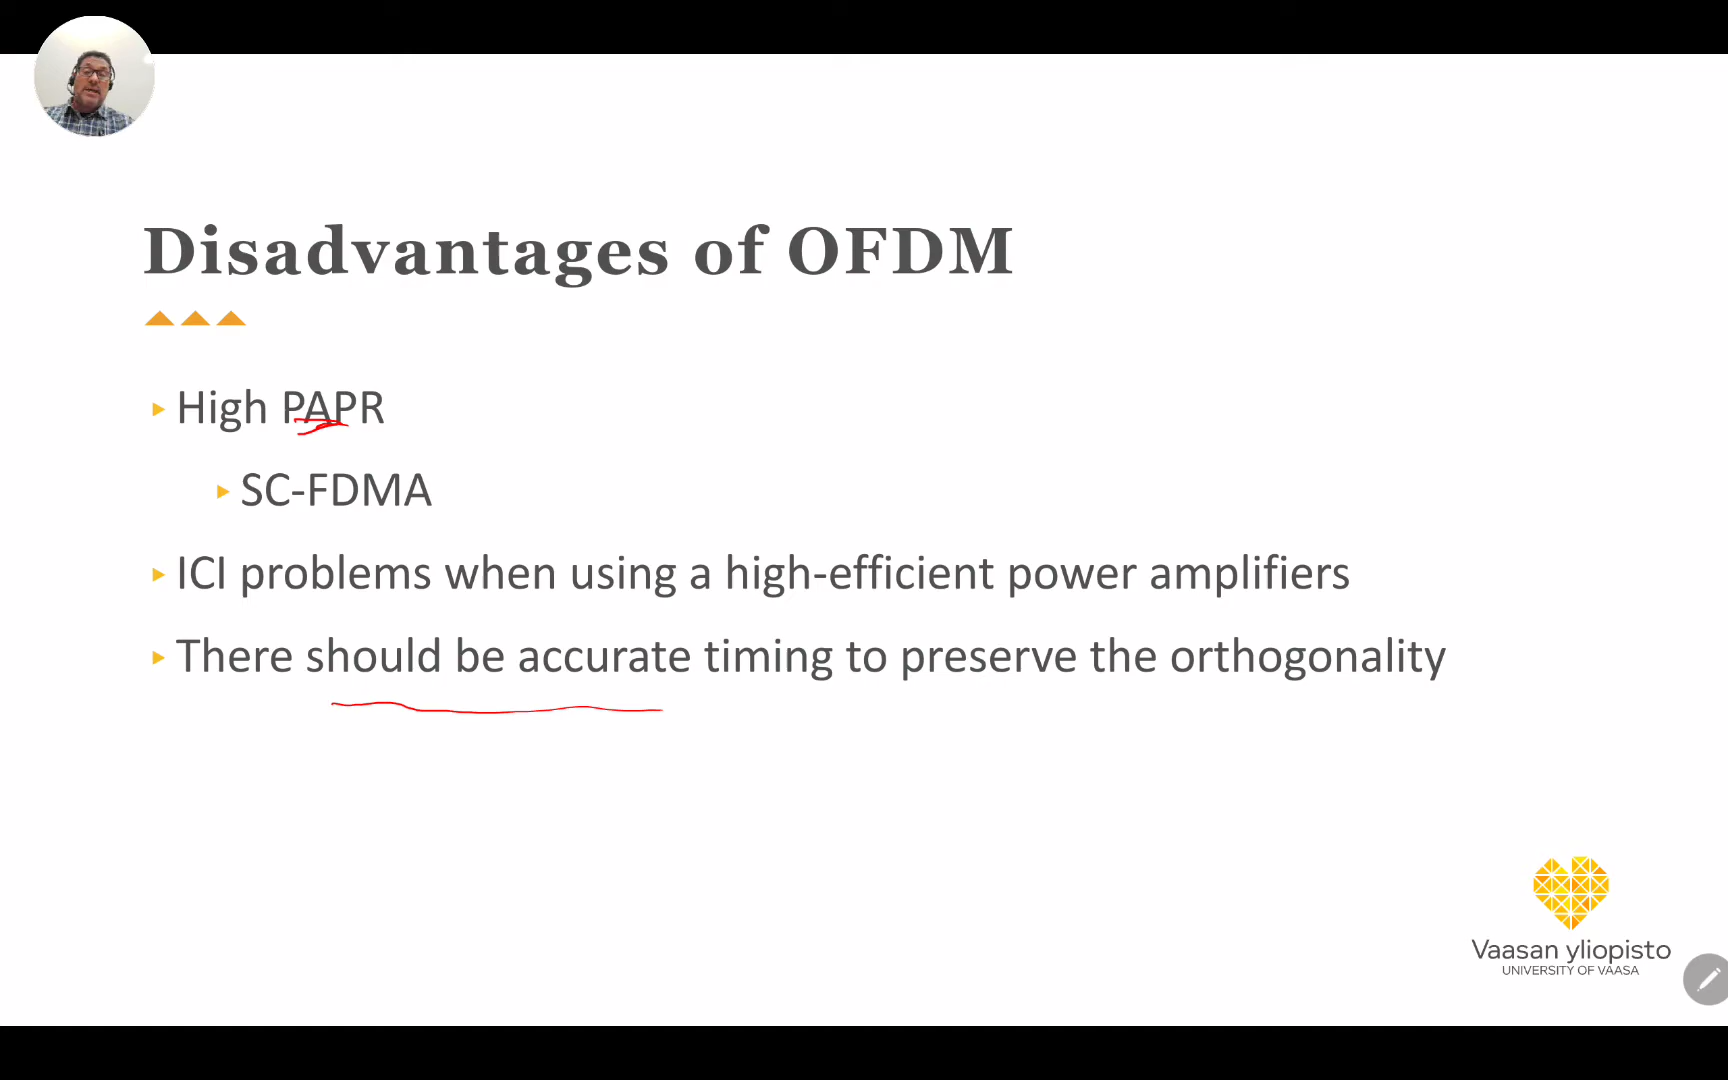 Disadvantages of OFDM
High PAPR
SC-FDMA
ICI problems when using a high-efficient power amplifiers
There should be accurate timing to preserve the orthogonality
Vaasan yliopisto
UNIVERSITY OF VAASA